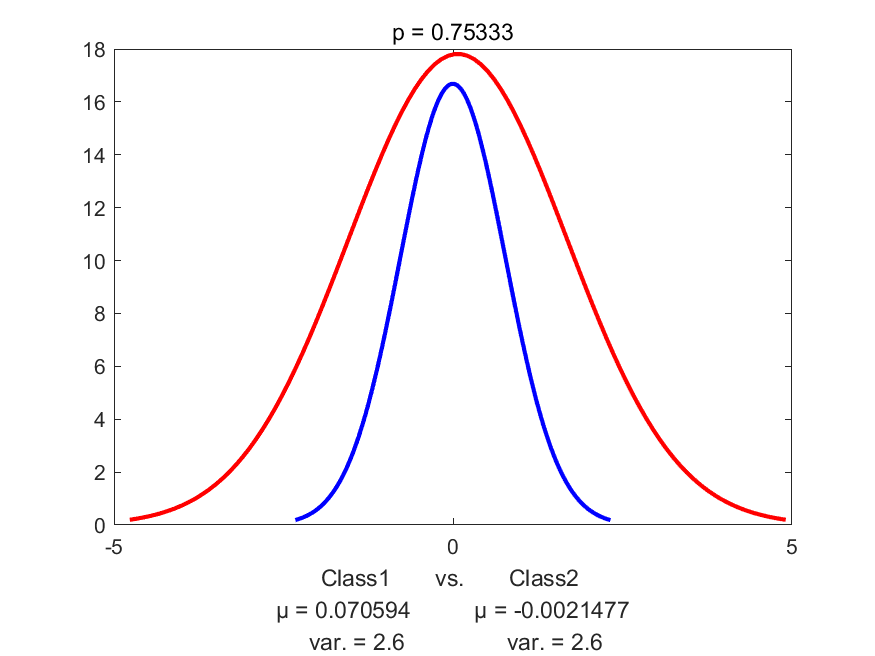 p = 0.75333
18
16
14
12
10
8
6
4
2
0
-5 0 5
Class1 vs. Class2
μ = 0.070594 μ = -0.0021477
var. = 2.6 var. = 2.6